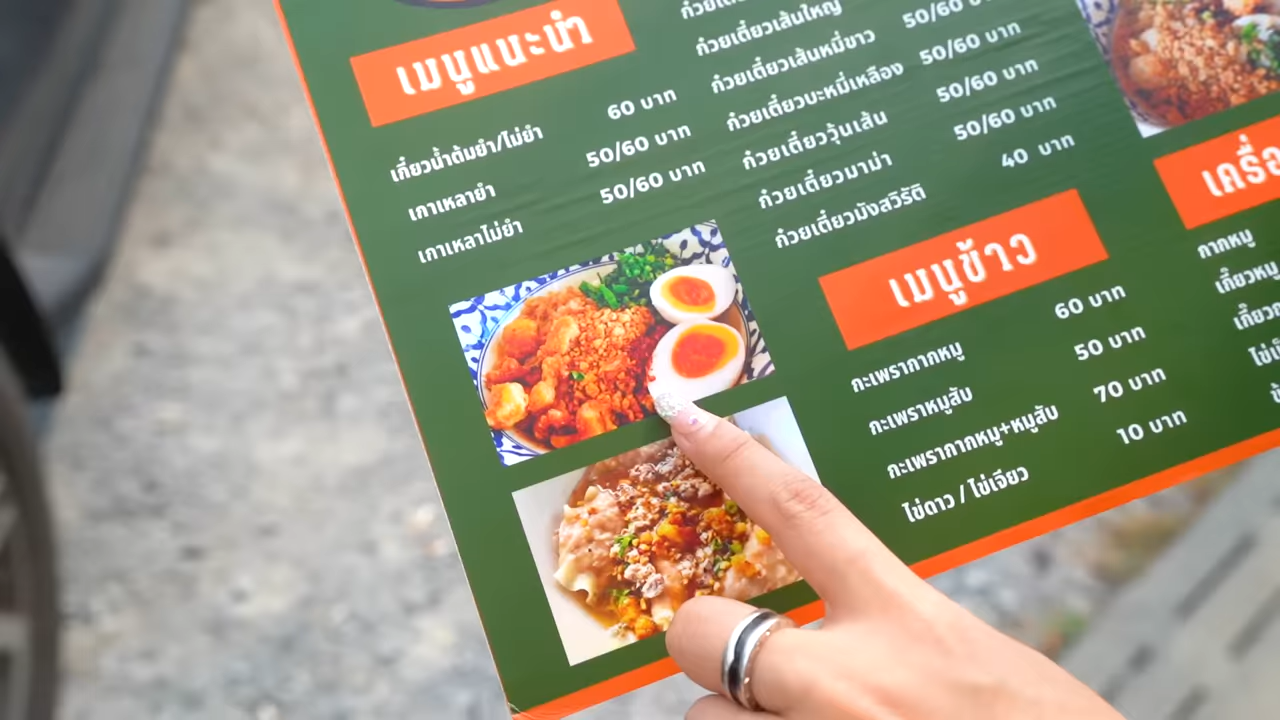 เมนูแนะนำ
เกี๊ยวน้ำต้มยำ/ไม่ยำ 60 บาท
เกาเหลายำ 50/60 บาท
เกาเหลาไม่ยำ 50/60 บาท
ก๋วยเตี๋ยวเส้นใหญ่ 50/60 บาท
ก๋วยเตี๋ยวเส้นหมี่ขาว 50/60 บาท
ก๋วยเตี๋ยวบะหมี่เหลือง 50/60 บาท
ก๋วยเตี๋ยววุ้นเส้น 50/60 บาท
ก๋วยเตี๋ยวมาม่า
ก๋วยเตี๋ยวมังสวิรัติ 40 บาท
เมนูข้าว
กะเพรากากหมู 60 บาท
กะเพราหมูสับ 50 บาท
กะเพรากากหมู+หมูสับ 70 บาท
ไข่ดาว / ไข่เจียว 10 บาท
กากหมู
เกี๊ยวหมู